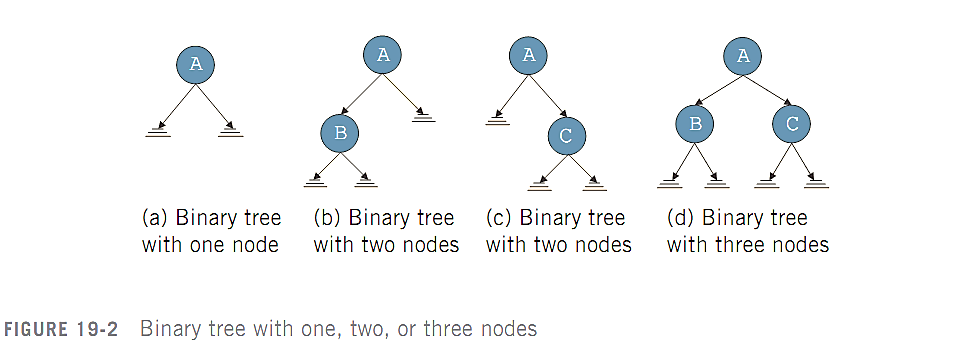 A
A
A
A
B
C
B
C
(a) Binary tree
with one node
(b) Binary tree
with two nodes
(c) Binary tree
with two nodes
(d) Binary tree
with three nodes
FIGURE 19-2 Binary tree with one, two, or three nodes